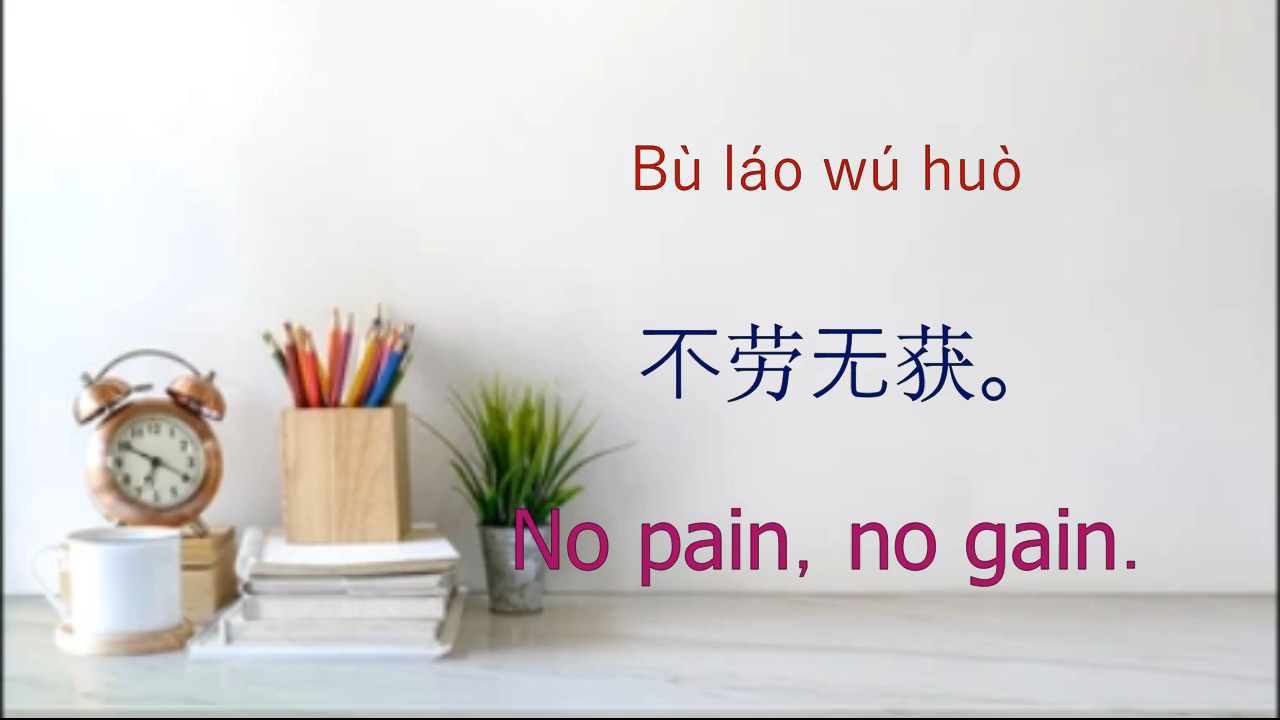 Bù láo wú huò
不劳无获。
No pain, no gain.